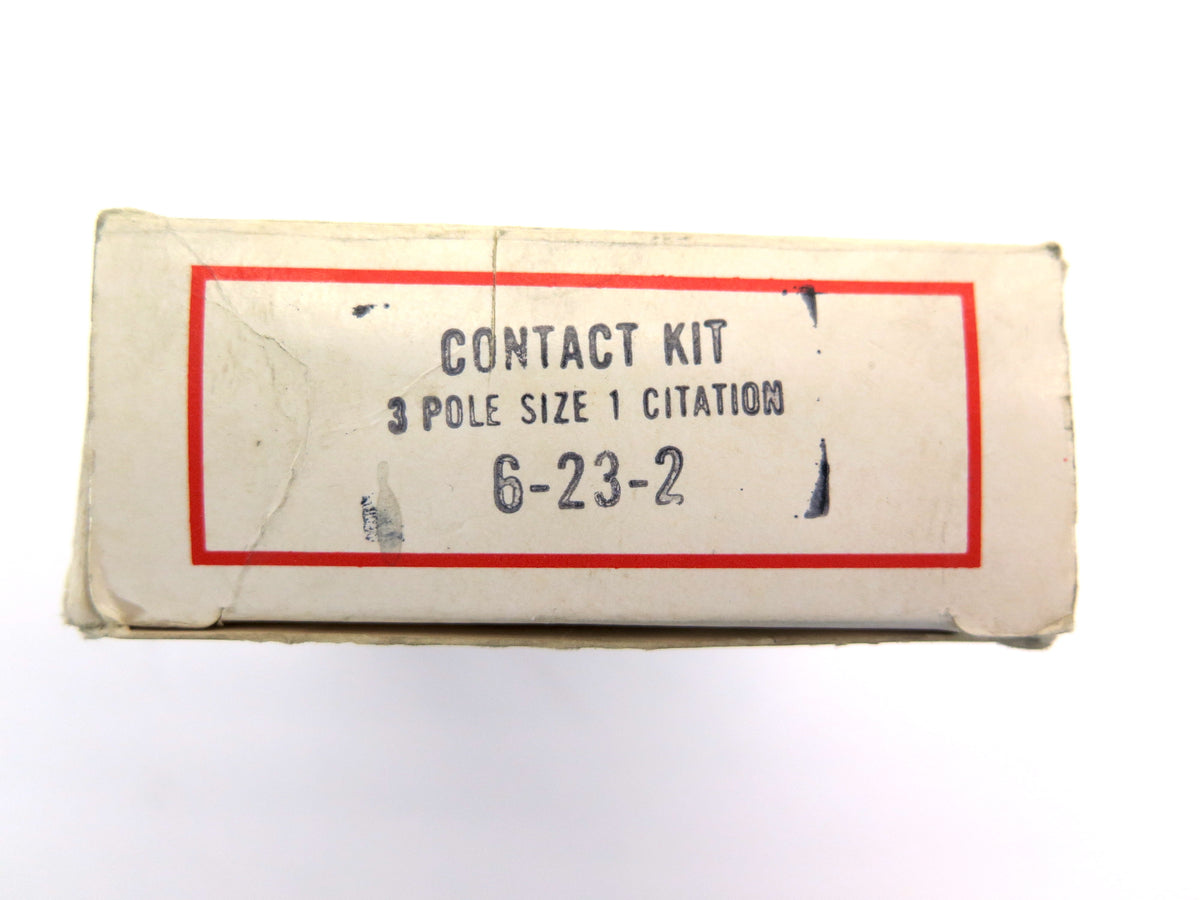 CONTACT KIT
3 POLE SIZE 1 CITATION
6-23-2